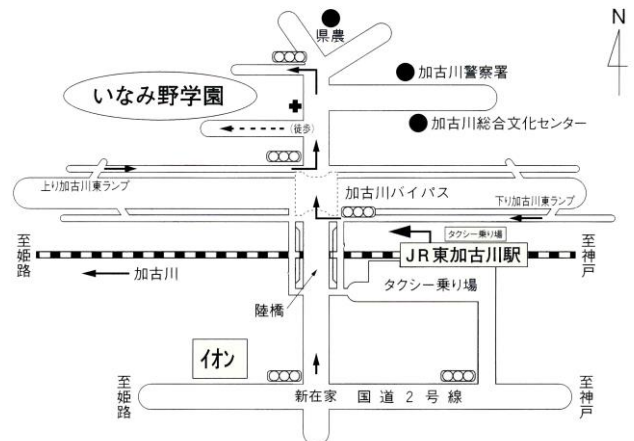 N
県農
加古川警察署
いなみ野学園
加古川総合文化センター
(徒歩)
上り加古川東ランプ
加古川バイパス
下り加古川東ランプ
タクシー乗り場
至姫路
JR東加古川駅
至神戸
加古川
タクシー乗り場
陸橋
イオン
至姫路
新在家
国道2号線
至神戸